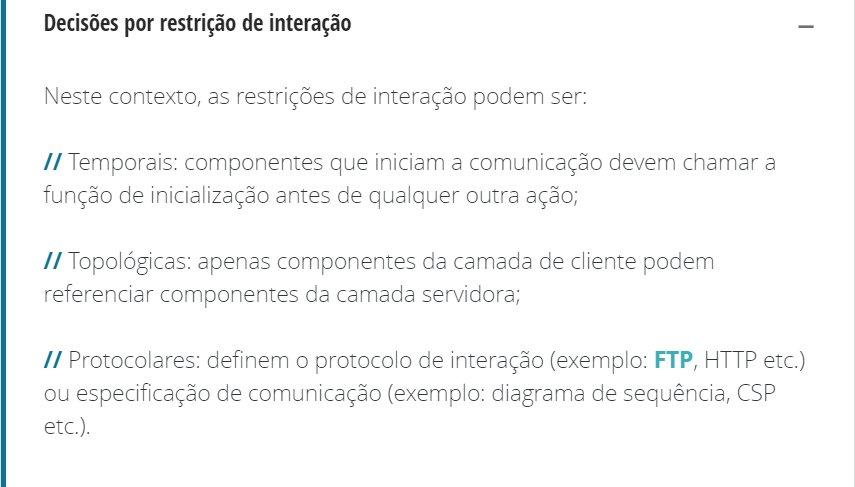 Decisões por restrição de interação
Neste contexto, as restrições de interação podem ser:
// Temporais: componentes que iniciam a comunicação devem chamar a
função de inicialização antes de qualquer outra ação;
// Topológicas: apenas componentes da camada de cliente podem
referenciar componentes da camada servidora;
// Protocolares: definem o protocolo de interação (exemplo: FTP, HTTP etc.)
ou especificação de comunicação (exemplo: diagrama de sequência, CSP
etc.).